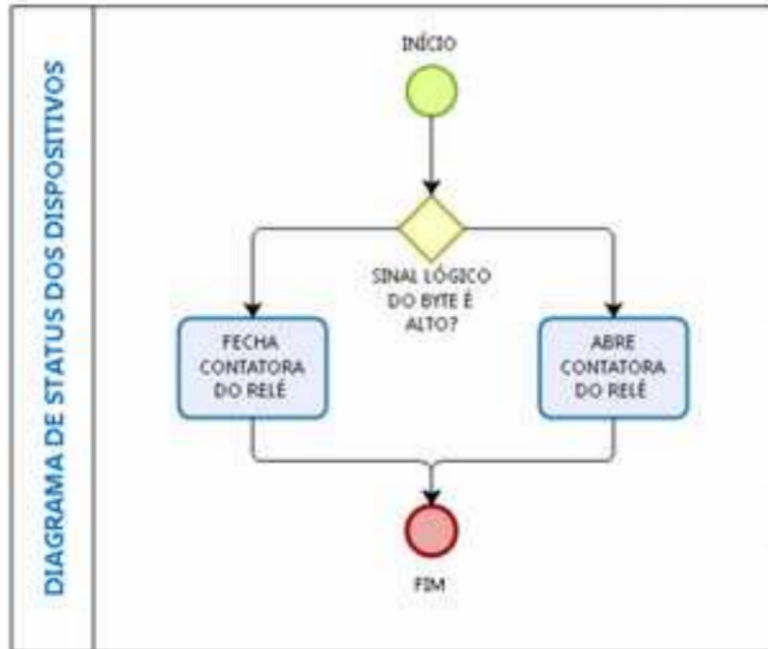 DIAGRAMA DE STATUS DOS DISPOSITIVOS
INÍCIO
SINAL LÓGICO
DO BYTE É
ALTO?
FECHA
CONTATORA
DO RELÉ
ABRE
CONTATORA
DO RELÉ
FIM